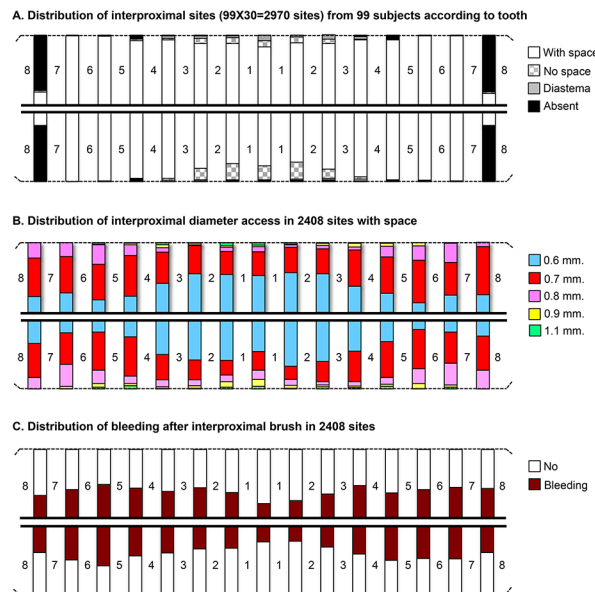 A. Distribution of interproximal sites (99X30=2970 sites) from 99 subjects according to tooth
8 7 6 5 4 3 2 1 1 2 3 4 5 6 7 8
8 7 6 5 4 3 2 1 1 2 3 4 5 6 7 8
With space
No space
Diastema
Absent
B. Distribution of interproximal diameter access in 2408 sites with space
8 7 6 5 4 3 2 1 1 2 3 4 5 6 7 8
8 7 6 5 4 3 2 1 1 2 3 4 5 6 7 8
0.6 mm.
0.7 mm.
0.8 mm.
0.9 mm.
1.1 mm.
C. Distribution of bleeding after interproximal brush in 2408 sites
8 7 6 5 4 3 2 1 1 2 3 4 5 6 7 8
8 7 6 5 4 3 2 1 1 2 3 4 5 6 7 8
No
Bleeding